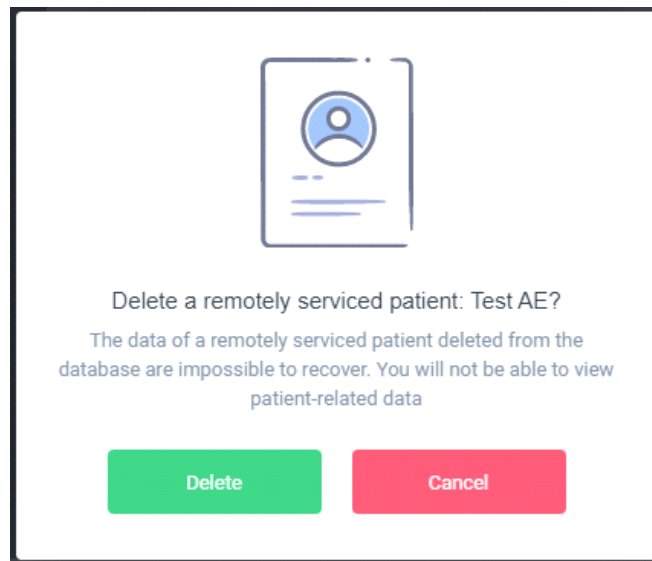 Delete a remotely serviced patient: Test AE?
The data of a remotely serviced patient deleted from the
database are impossible to recover. You will not be able to view
patient-related data
Delete
Cancel